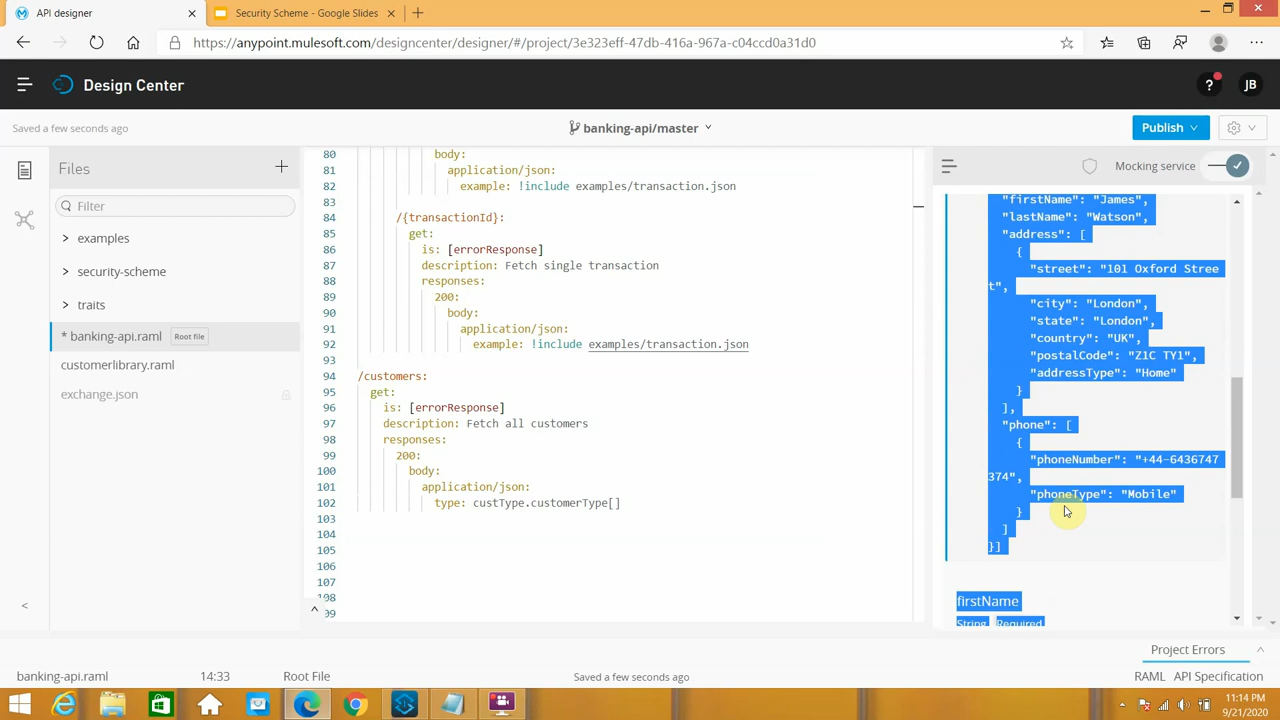 API designer
Security Scheme - Google Slides
https://anypoint.mulesoft.com/designcenter/designer/#/project/3e323eff-47db-416a-967a-c04ccd0a31d0
Design Center
? JB
Saved a few seconds ago
banking-api/master
Publish
Files
Filter
examples
security-scheme
traits
* banking-api.raml Root file
customerlibrary.raml
exchange.json
80 body:
81 application/json:
82 example: !include examples/transaction.json
83
84 /{transactionId}:
85 get:
86 is: [errorResponse]
87 description: Fetch single transaction
88 responses:
89 200:
90 body:
91 application/json:
92 example: !include examples/transaction.json
93
94 /customers:
95 get:
96 is: [errorResponse]
97 description: Fetch all customers
98 responses:
99 200:
100 body:
101 application/json:
102 type: custType.customerType[]
103
104
105
106
107
108
109
Mocking service
"firstName": "James",
"lastName": "Watson",
"address": [
{
"street": "101 Oxford Stree
t",
"city": "London",
"state": "London",
"country": "UK",
"postalCode": "Z1C TY1",
"addressType": "Home"
}
],
"phone": [
{
"phoneNumber": "+44-6436747
374",
"phoneType": "Mobile"
}
]
}]
firstName
String Required
Project Errors
banking-api.raml 14:33 Root File Saved a few seconds ago RAML API Specification
11:14 PM
9/21/2020